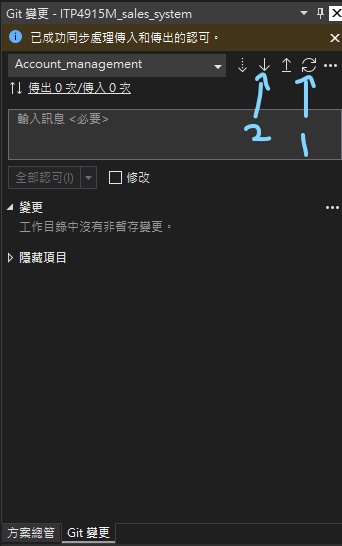 Git 變更 - ITP4915M_sales_system
已成功同步處理傳入和傳出的認可。
Account_management
傳出 0 次/傳入 0 次
輸入訊息 <必要>
2 1
全部認可(I) 修改
變更
工作目錄中沒有非暫存變更。
隱藏項目
方案總管 Git 變更